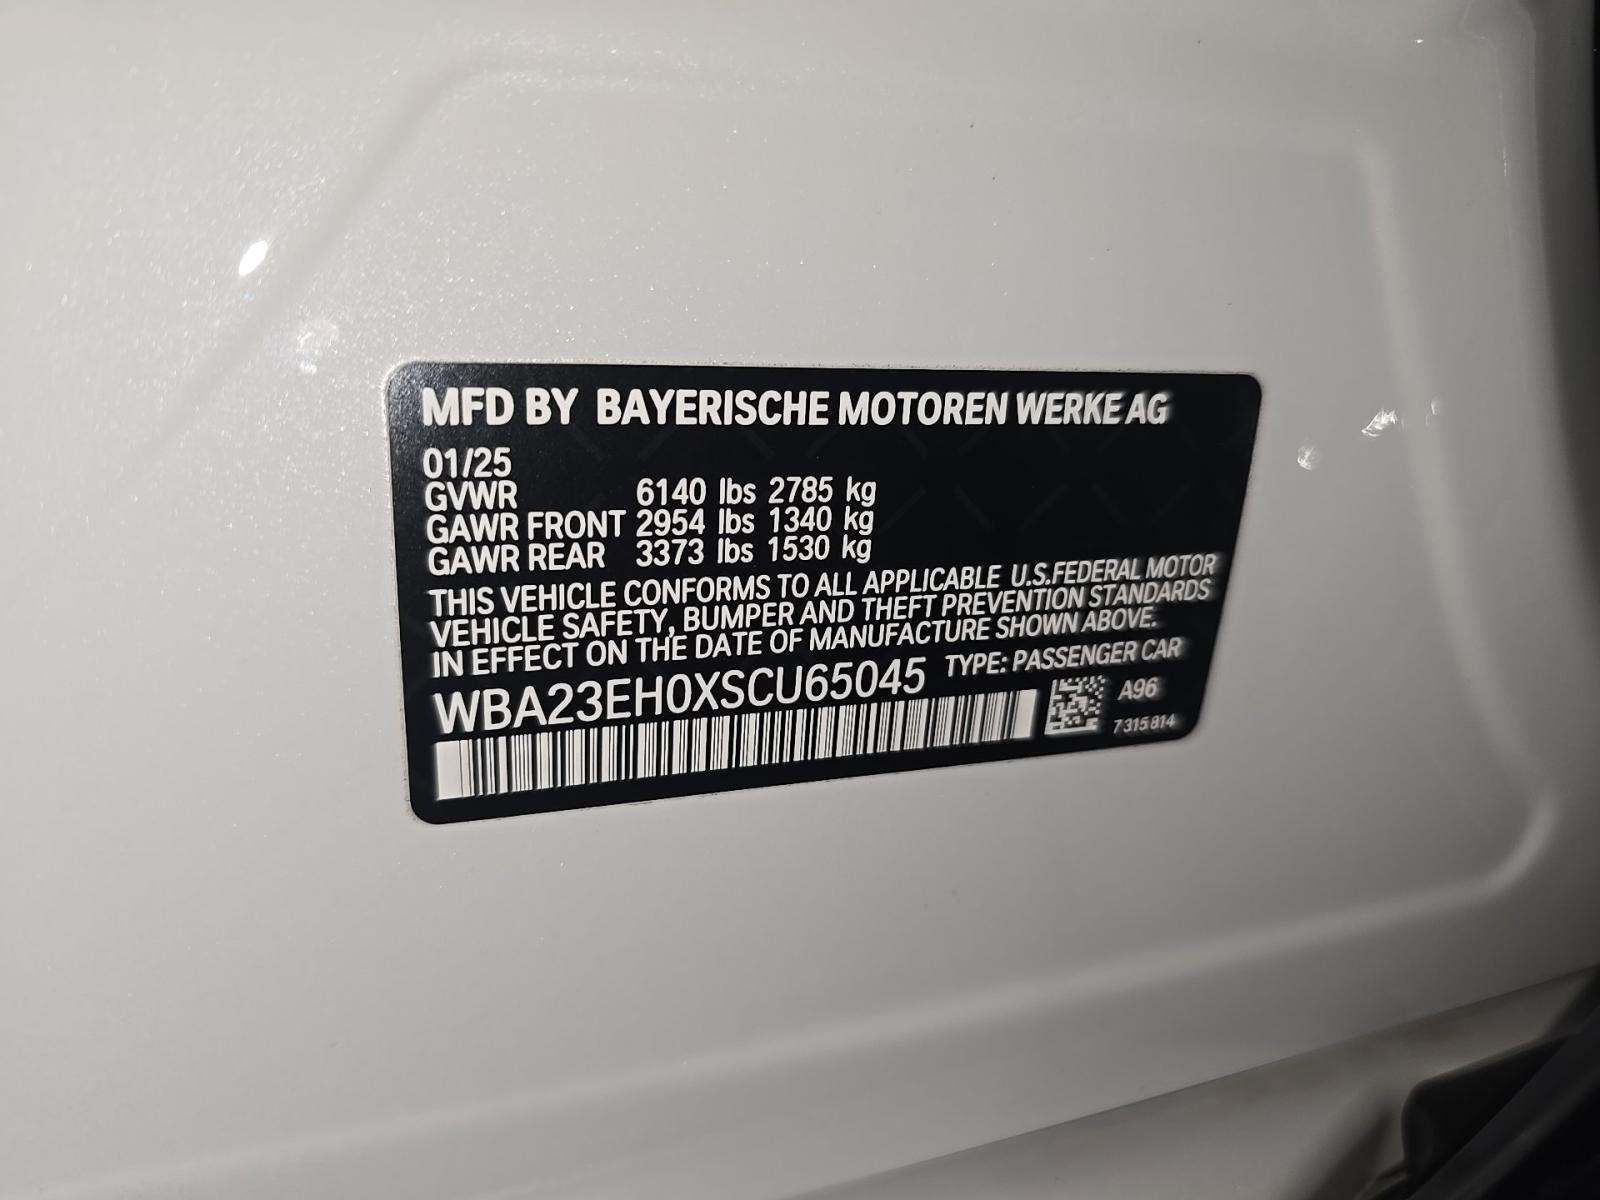 MFD BY BAYERISCHE MOTOREN WERKE AG
01/25
GVWR 6140 lbs 2785 kg
GAWR FRONT 2954 lbs 1340 kg
GAWR REAR 3373 lbs 1530 kg
THIS VEHICLE CONFORMS TO ALL APPLICABLE U.S.FEDERAL MOTOR
VEHICLE SAFETY, BUMPER AND THEFT PREVENTION STANDARDS
IN EFFECT ON THE DATE OF MANUFACTURE SHOWN ABOVE.
WBA23EH0XSCU65045 TYPE: PASSENGER CAR
A96
7315814